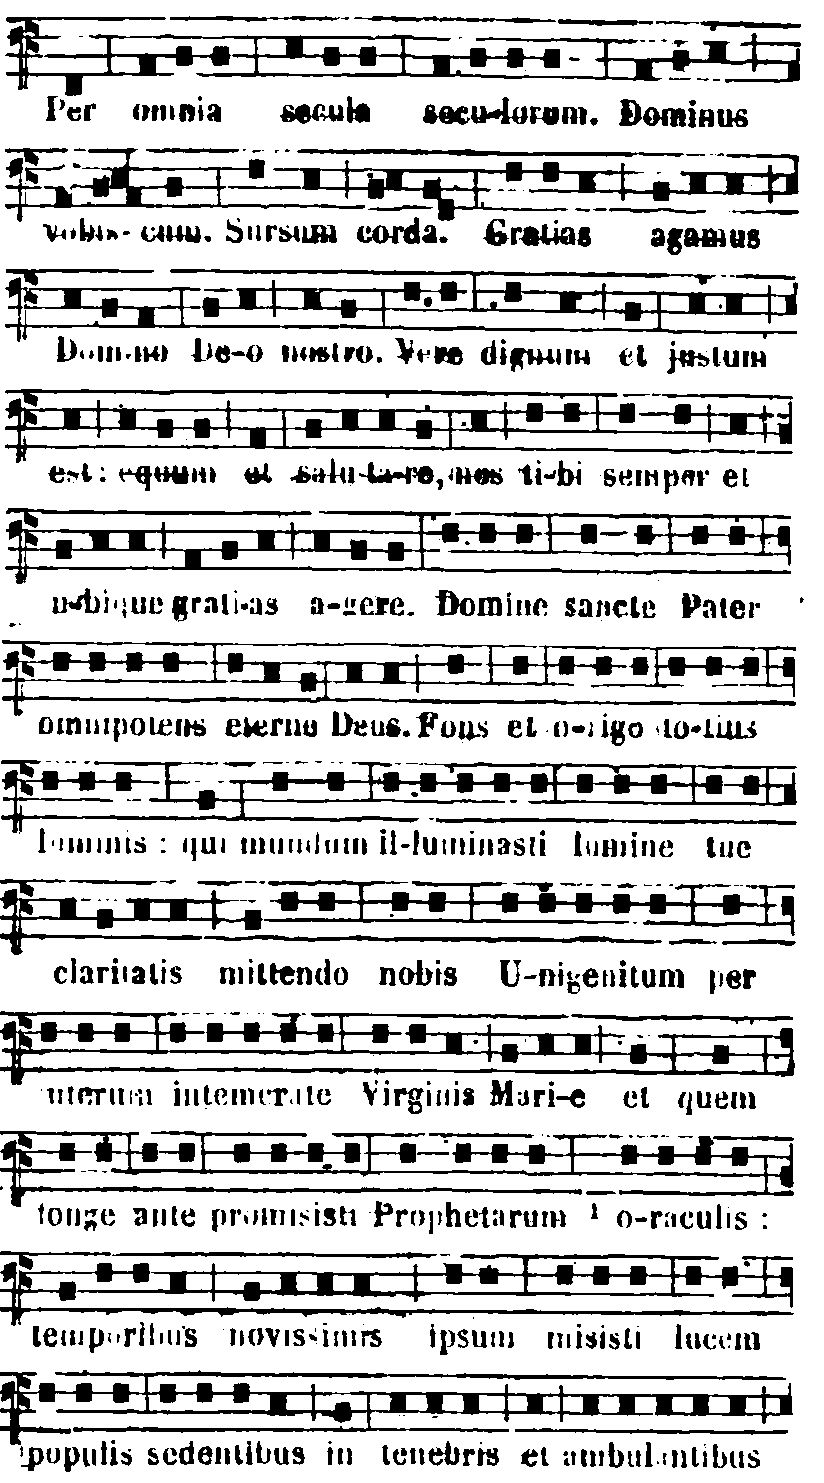 Per omnia secula secu-lorum. Dominus
vobis- cum. Sursum corda. Gratias agamus
Domino De-o nostro. Vere dignum et justum
est: equum et salu-ta-re, nos ti-bi semper et
u-bique grati-as a-gere. Domine sancte Pater
omnipotens eterne Deus. Fons et o-rigo to-tius
luminis : qui mundum il-luminasti lumine tue
claritatis mittendo nobis U-nigenitum per
uterum intemerate Virginis Mari-e et quem
longe ante promisisti Prophetarum 1 o-raculis :
temporibus novissimis ipsum misisti lucem
populis sedentibus in tenebris et ambulantibus